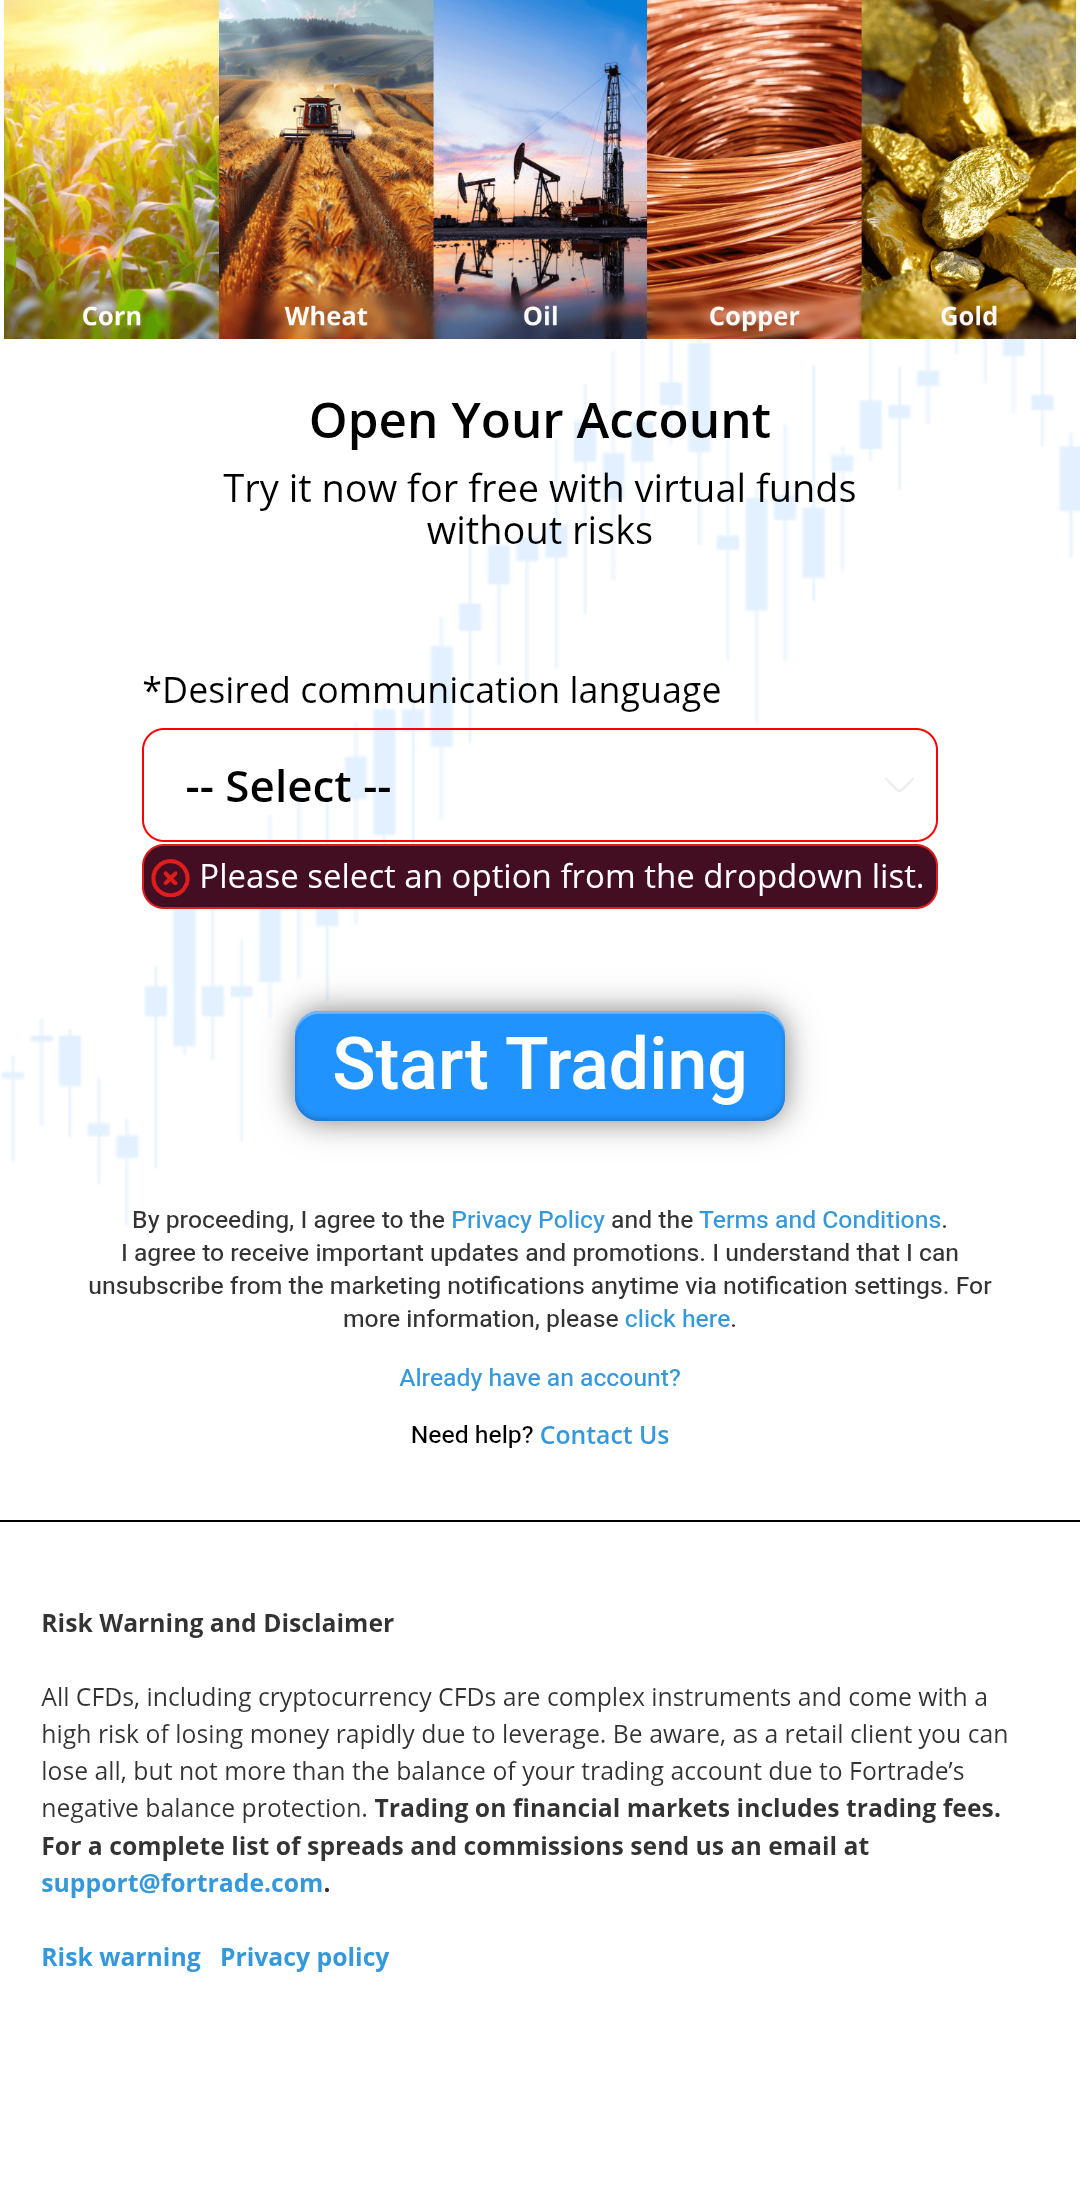 Corn
Wheat
Oil
Copper
Gold
Open Your Account
Try it now for free with virtual funds
without risks
*Desired communication language
-- Select --
Please select an option from the dropdown list.
Start Trading
By proceeding, I agree to the Privacy Policy and the Terms and Conditions.
I agree to receive important updates and promotions. I understand that I can
unsubscribe from the marketing notifications anytime via notification settings. For
more information, please click here.
Already have an account?
Need help? Contact Us
Risk Warning and Disclaimer
All CFDs, including cryptocurrency CFDs are complex instruments and come with a
high risk of losing money rapidly due to leverage. Be aware, as a retail client you can
lose all, but not more than the balance of your trading account due to Fortrade’s
negative balance protection. Trading on financial markets includes trading fees.
For a complete list of spreads and commissions send us an email at
support@fortrade.com.
Risk warning Privacy policy